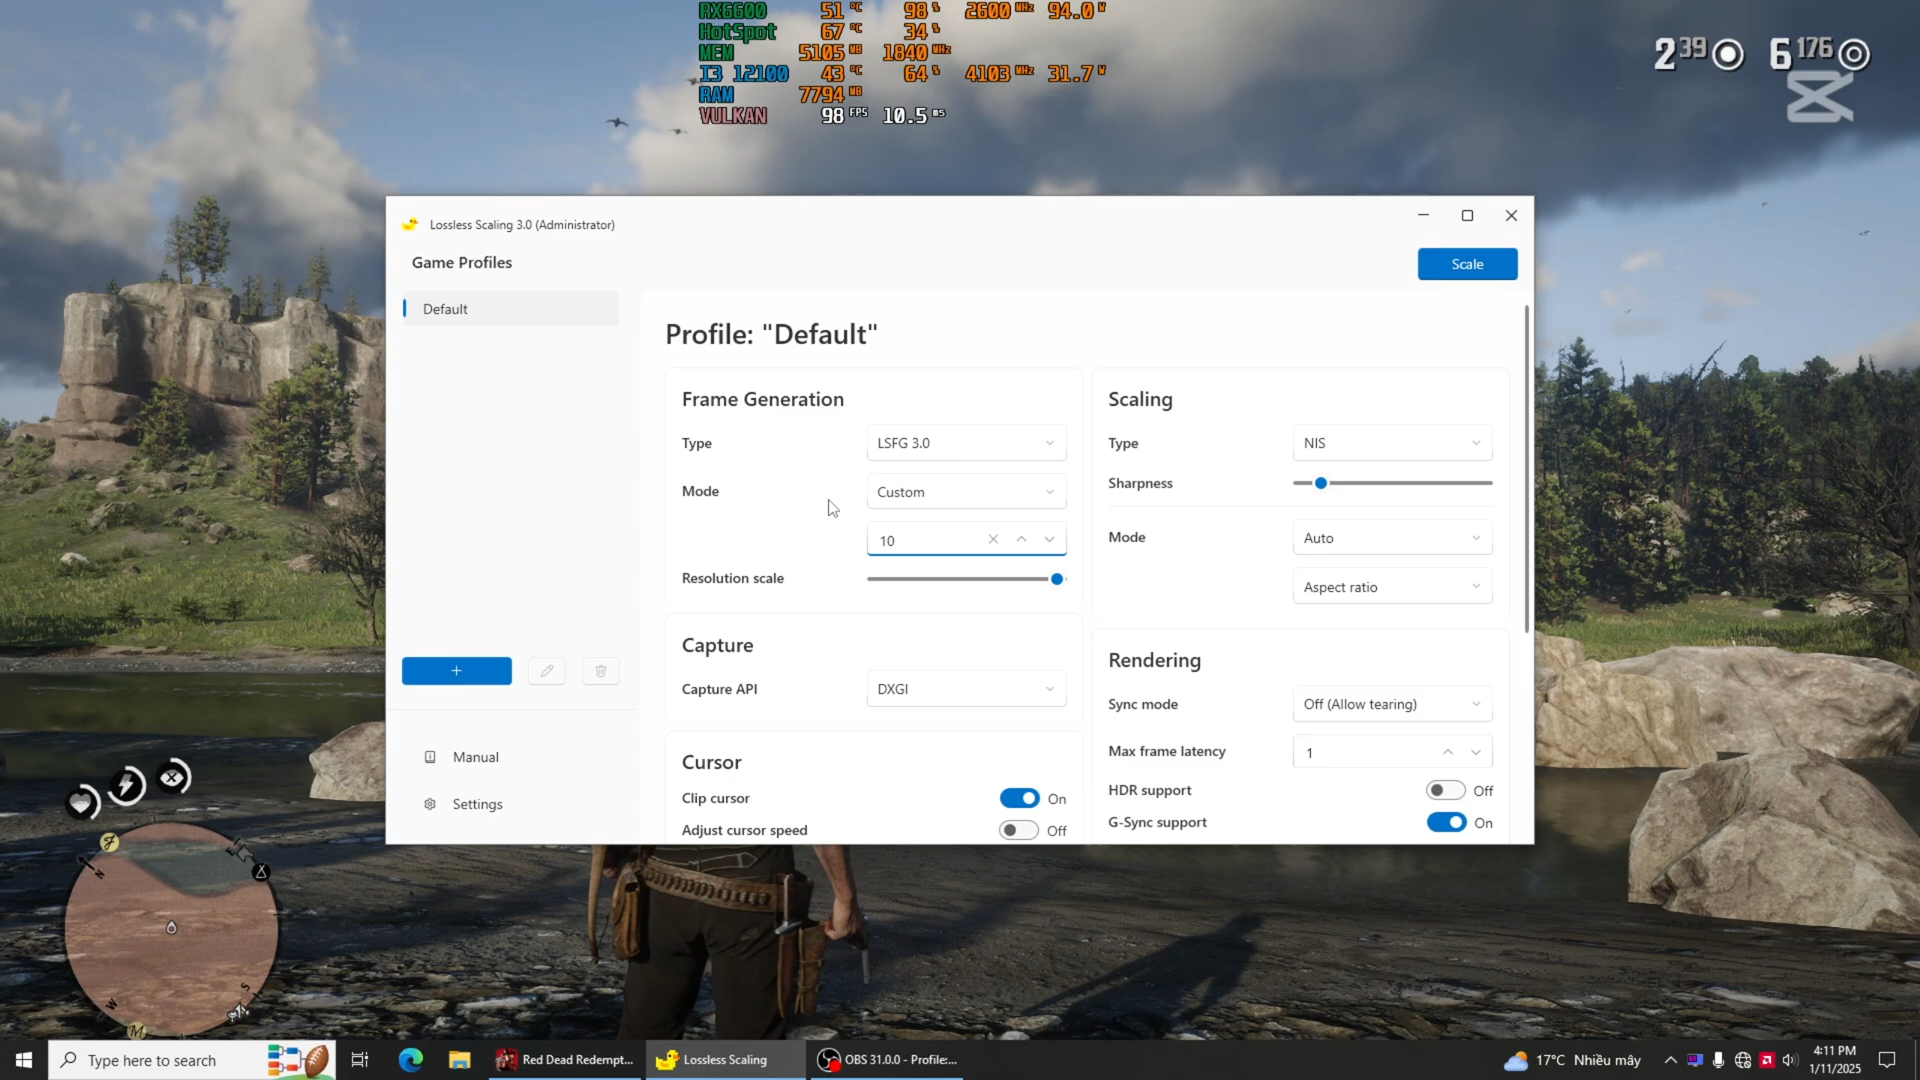 RX6600 51 °C 98 % 2600 MHz 94.0 W
HotSpot 67 °C 34 %
MEM 5105 MB 1840 MHz
I3 12100 43 °C 64 % 4103 MHz 31.7 W
RAM 7794 MB
VULKAN 98 FPS 10.5 ms
2 39 6 176
Lossless Scaling 3.0 (Administrator)
Game Profiles
Scale
Default
Profile: "Default"
Frame Generation
Type LSFG 3.0
Mode Custom
10
Resolution scale
Scaling
Type NIS
Sharpness
Mode Auto
Aspect ratio
Capture
Capture API DXGI
Rendering
Sync mode Off (Allow tearing)
Max frame latency 1
HDR support Off
G-Sync support On
Cursor
Clip cursor On
Adjust cursor speed Off
+
Manual
Settings
N
S
W
M
Type here to search
Red Dead Redempt...
Lossless Scaling
OBS 31.0.0 - Profile:...
17°C Nhiều mây
4:11 PM
1/11/2025